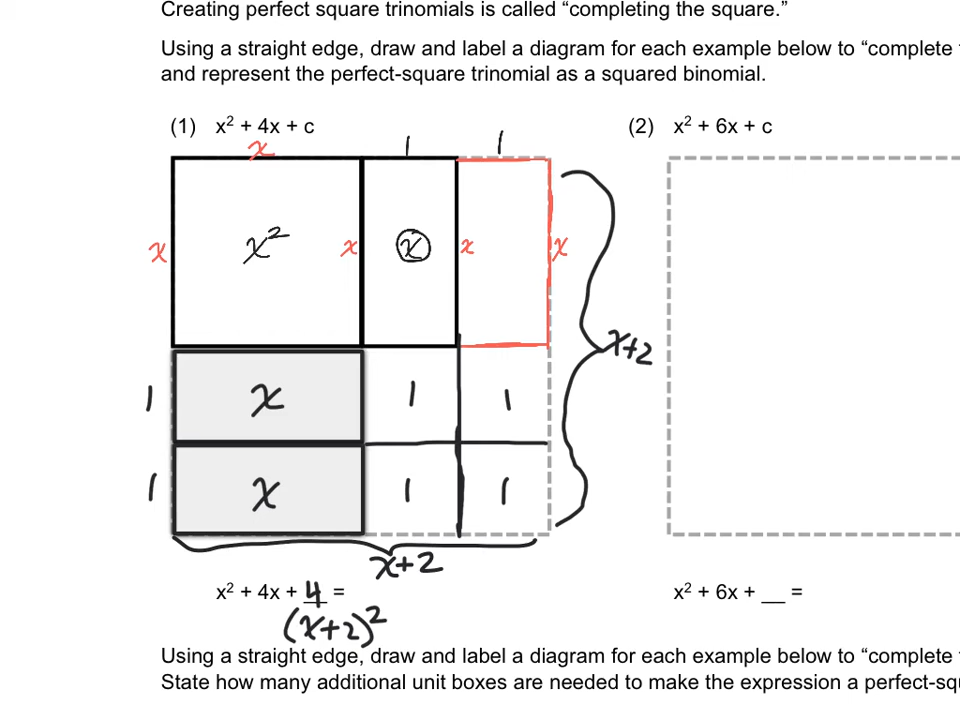 Creating perfect square trinomials is called “completing the square.”
Using a straight edge, draw and label a diagram for each example below to “complete
and represent the perfect-square trinomial as a squared binomial.
(1) x² + 4x + c
(2) x² + 6x + c
x 1 1
x x² x x x x
x+2
1 x 1 1
1 x 1 1
x+2
x² + 4x + 4 =
x² + 6x + __ =
(x+2)²
Using a straight edge, draw and label a diagram for each example below to “complete
State how many additional unit boxes are needed to make the expression a